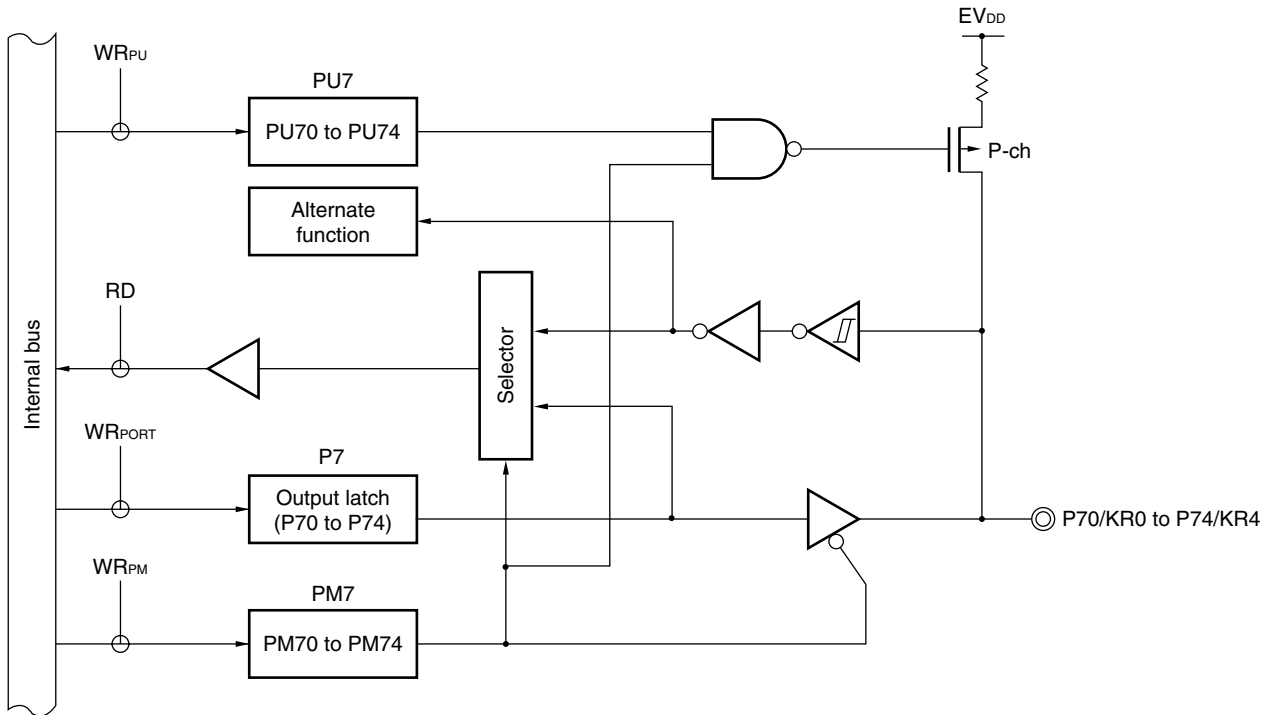 EVDD
WRPU
PU7
PU70 to PU74
P-ch
Alternate
function
RD
Selector
Internal bus
WRPORT
P7
Output latch
(P70 to P74)
P70/KR0 to P74/KR4
WRPM
PM7
PM70 to PM74